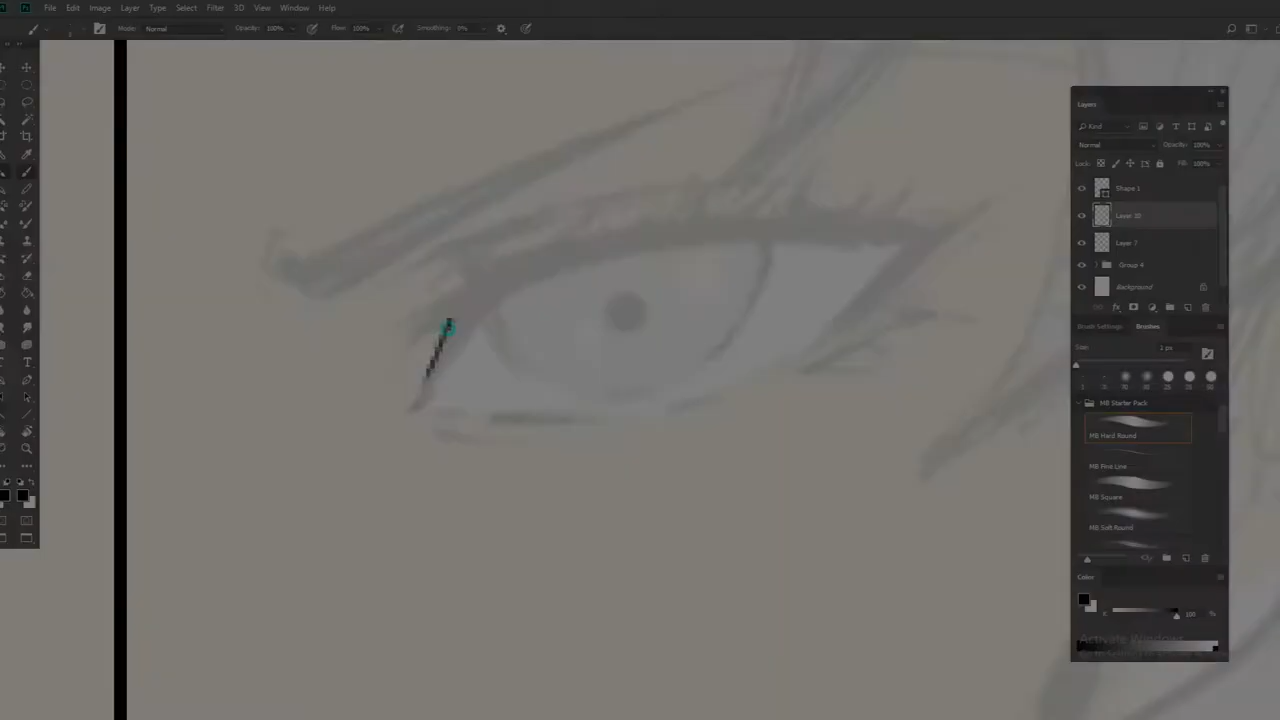 File Edit Image Layer Type Select Filter 3D View Window Help
Mode: Normal Opacity: 100% Flow: 100% Smoothing: 0%
Layers
Kind
Normal Opacity: 100%
Lock: Fill: 100%
Shape 1
Layer 10
Layer 7
Group 4
Background
Brush Settings Brushes
Size: 1 px
MB Starter Pack
MB Hard Round
MB Fine Line
MB Square
MB Soft Round
Color
K 100 %
Activate Windows